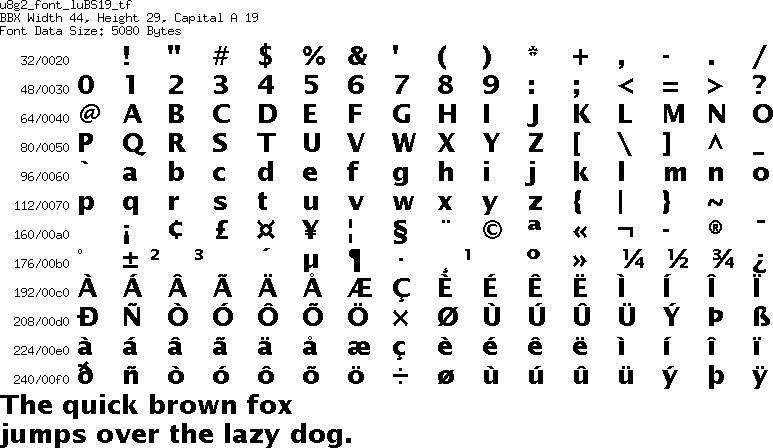 u8g2_font_luBS19_tf
BBX Width 44, Height 29, Capital A 19
Font Data Size: 5080 Bytes
32/0020 ! " # $ % & ' ( ) * + , - . /
48/0030 0 1 2 3 4 5 6 7 8 9 : ; < = > ?
64/0040 @ A B C D E F G H I J K L M N O
80/0050 P Q R S T U V W X Y Z [ \ ] ^ _
96/0060 ` a b c d e f g h i j k l m n o
112/0070 p q r s t u v w x y z { | } ~
160/00a0 ¡ ¢ £ ¤ ¥ ¦ § ¨ © ª « ¬ - ® ¯
176/00b0 ° ± ² ³ ´ µ ¶ · ¸ ¹ º » ¼ ½ ¾ ¿
192/00c0 À Á Â Ã Ä Å Æ Ç È É Ê Ë Ì Í Î Ï
208/00d0 Ð Ñ Ò Ó Ô Õ Ö × Ø Ù Ú Û Ü Ý Þ ß
224/00e0 à á â ã ä å æ ç è é ê ë ì í î ï
240/00f0 ð ñ ò ó ô õ ö ÷ ø ù ú û ü ý þ ÿ
The quick brown fox
jumps over the lazy dog.